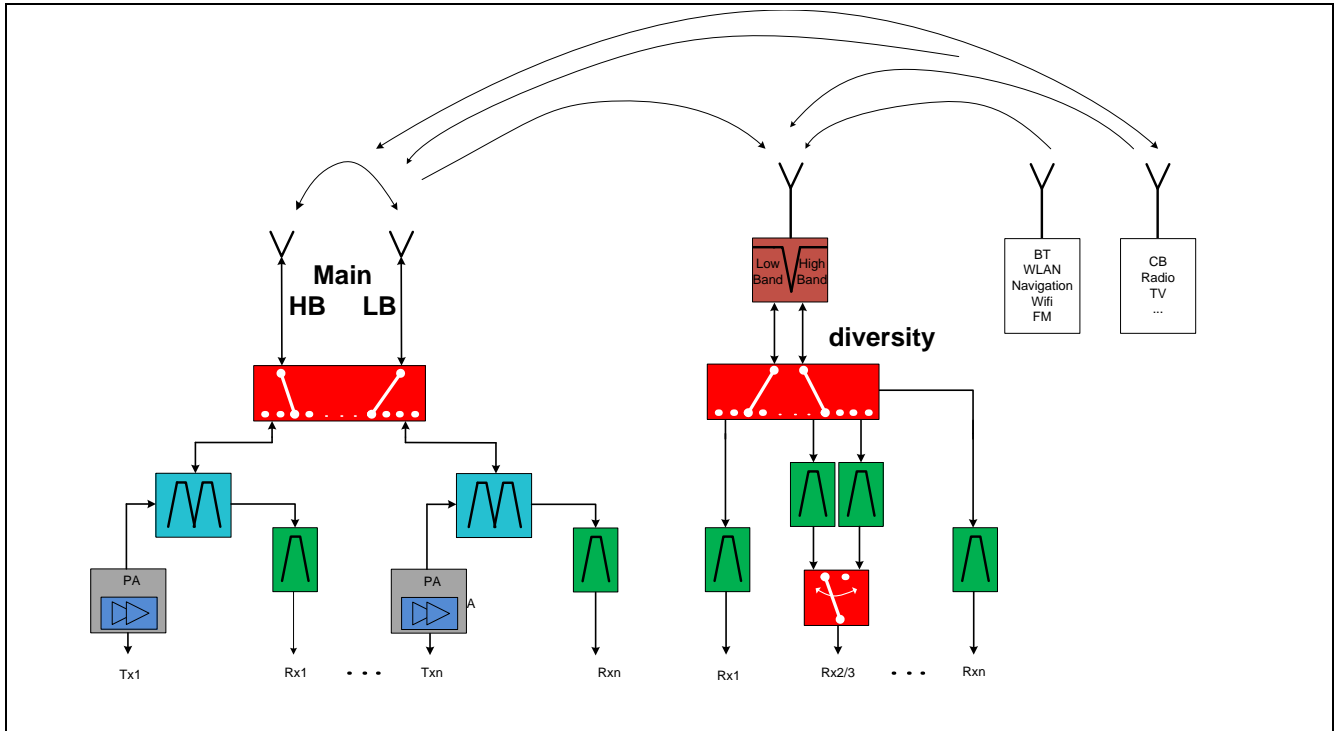 Main
HB LB
Low High
Band Band
BT
WLAN
Navigation
Wifi
FM
CB
Radio
TV
...
diversity
. . .
. . .
PA
PA
A
Tx1
Rx1
• • •
Txn
Rxn
Rx1
Rx2/3
• • •
Rxn